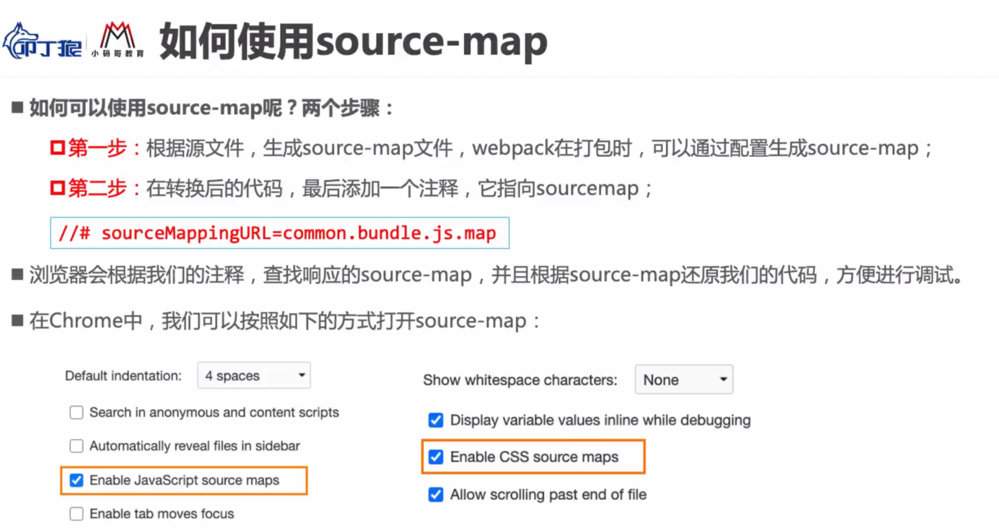 叩丁狼
小码哥教育
如何使用source-map
如何可以使用source-map呢？两个步骤：
第一步：根据源文件，生成source-map文件，webpack在打包时，可以通过配置生成source-map；
第二步：在转换后的代码，最后添加一个注释，它指向sourcemap；
//# sourceMappingURL=common.bundle.js.map
浏览器会根据我们的注释，查找响应的source-map，并且根据source-map还原我们的代码，方便进行调试。
在Chrome中，我们可以按照如下的方式打开source-map：
Default indentation: 4 spaces
Search in anonymous and content scripts
Automatically reveal files in sidebar
Enable JavaScript source maps
Enable tab moves focus
Show whitespace characters: None
Display variable values inline while debugging
Enable CSS source maps
Allow scrolling past end of file